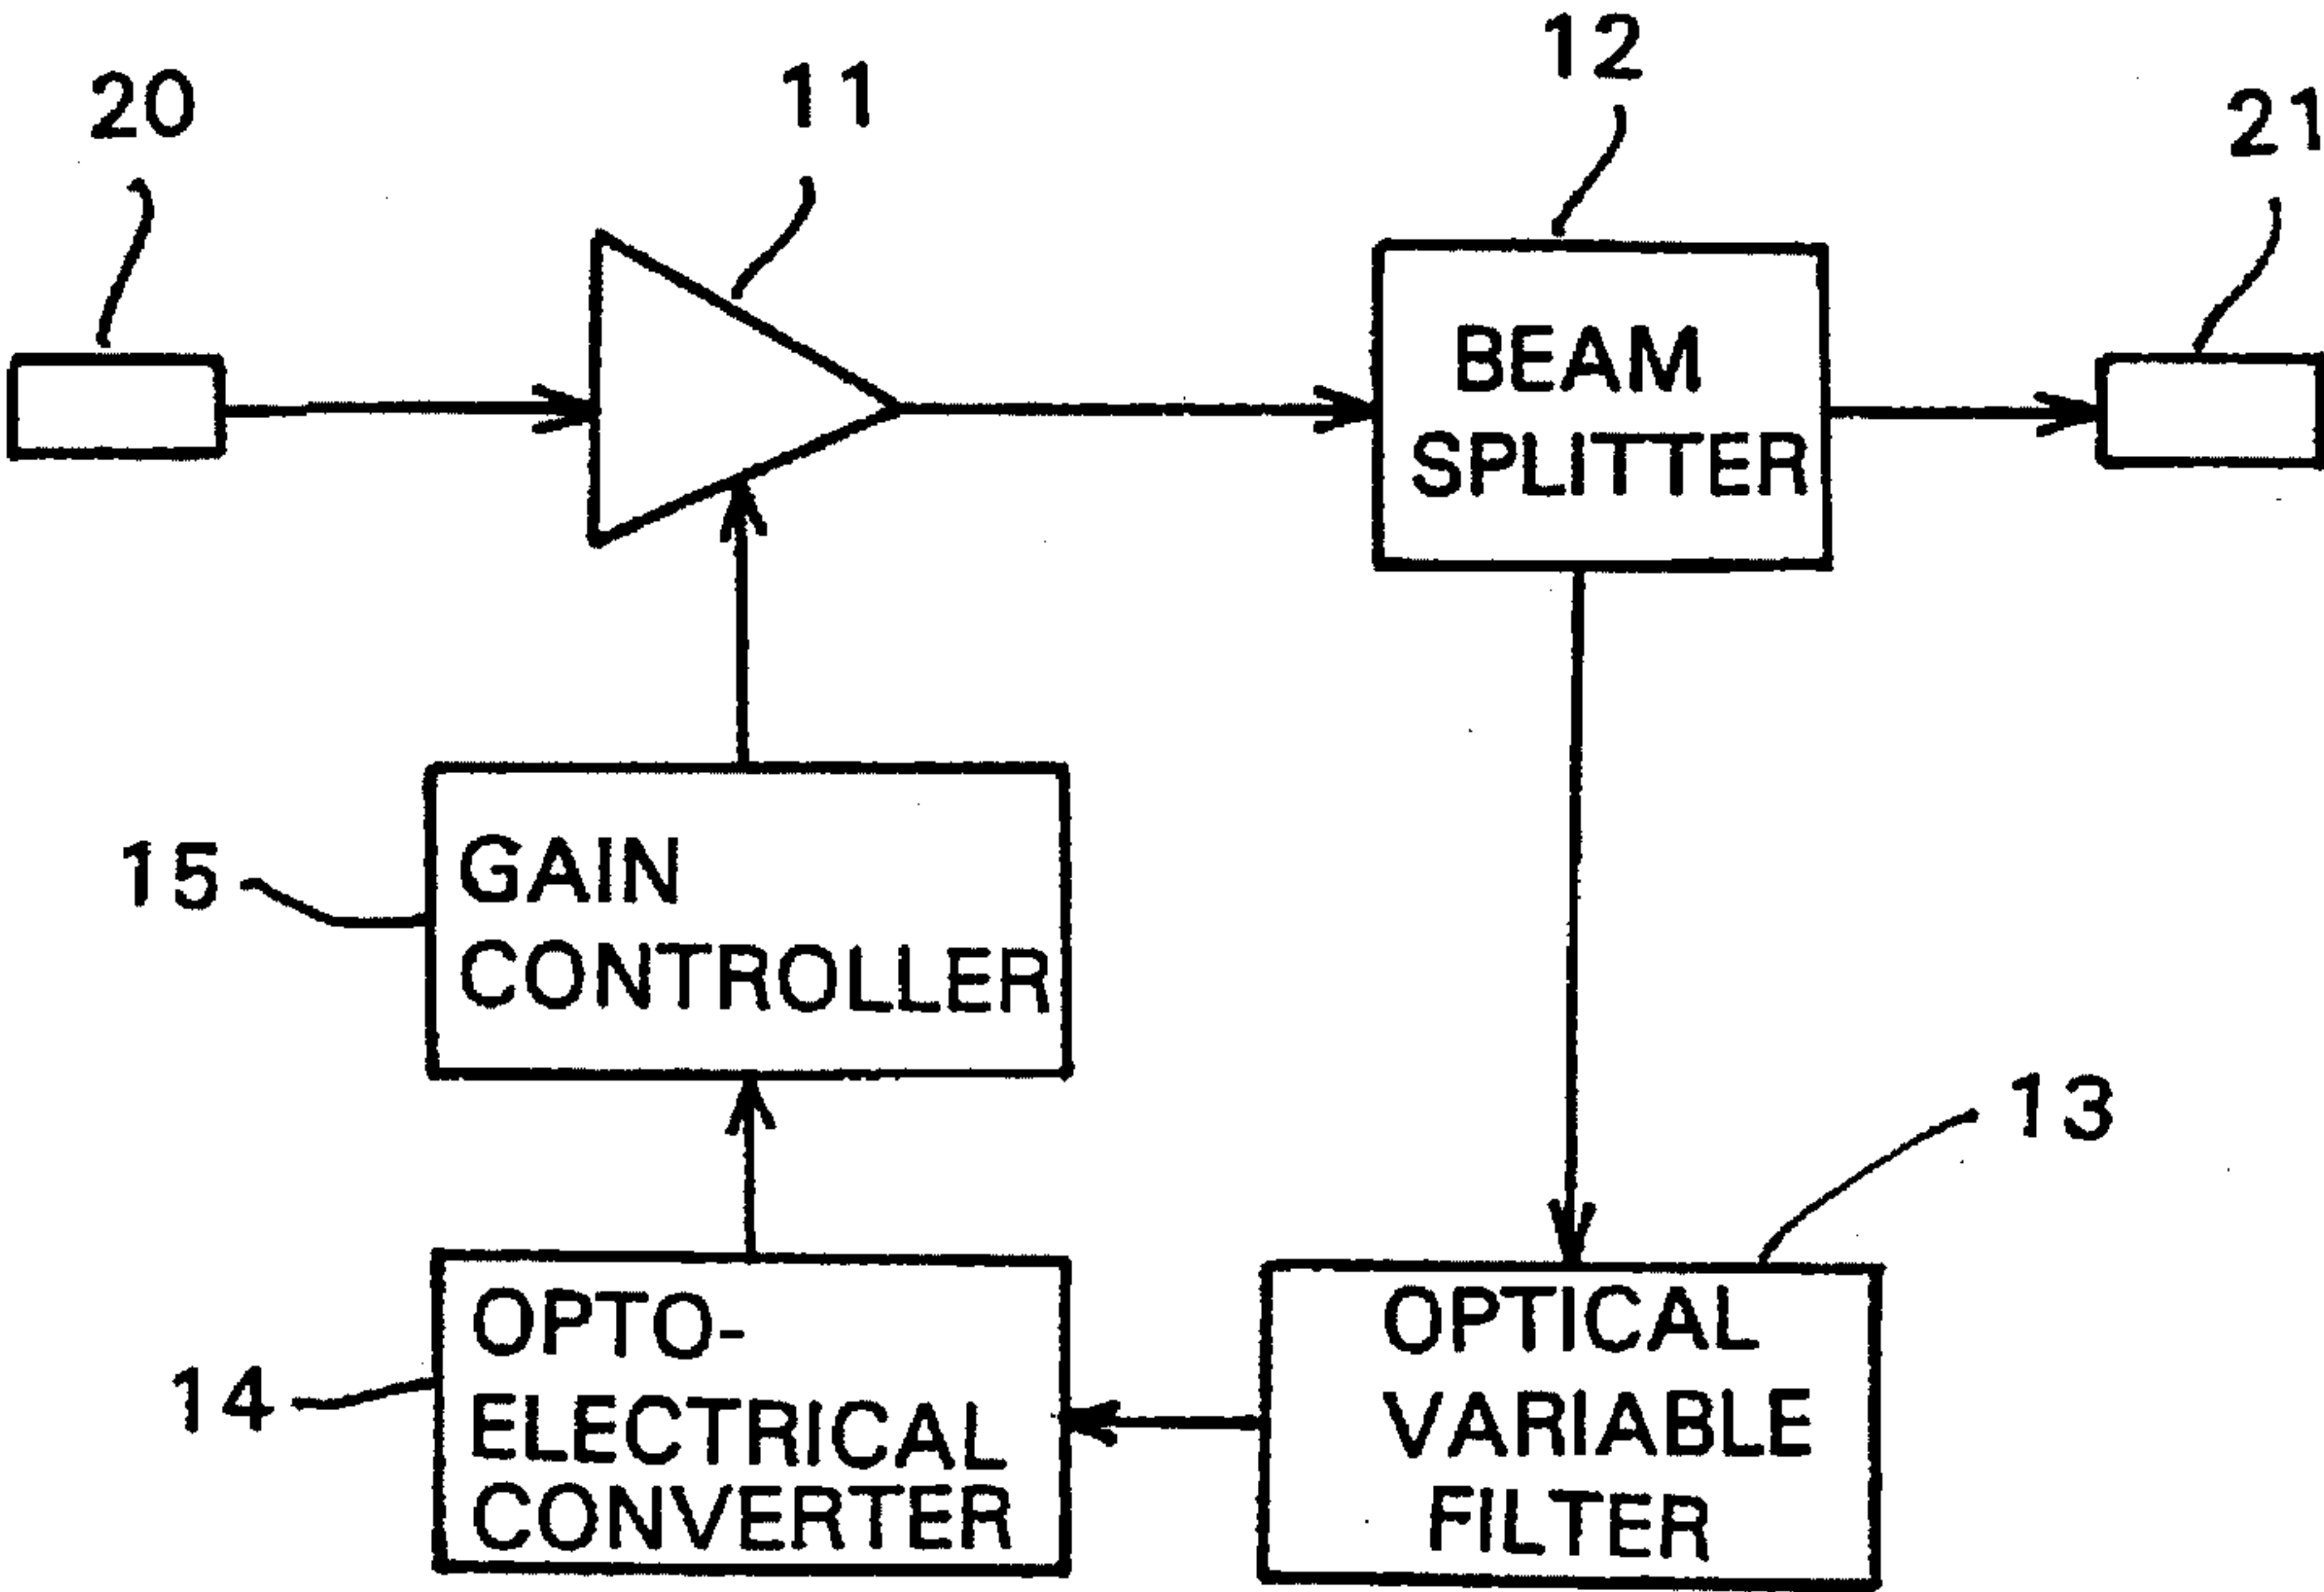 20
11
12
21
BEAM
SPLITTER
15
GAIN
CONTROLLER
13
14
OPTO-
ELECTRICAL
CONVERTER
OPTICAL
VARIABLE
FILTER